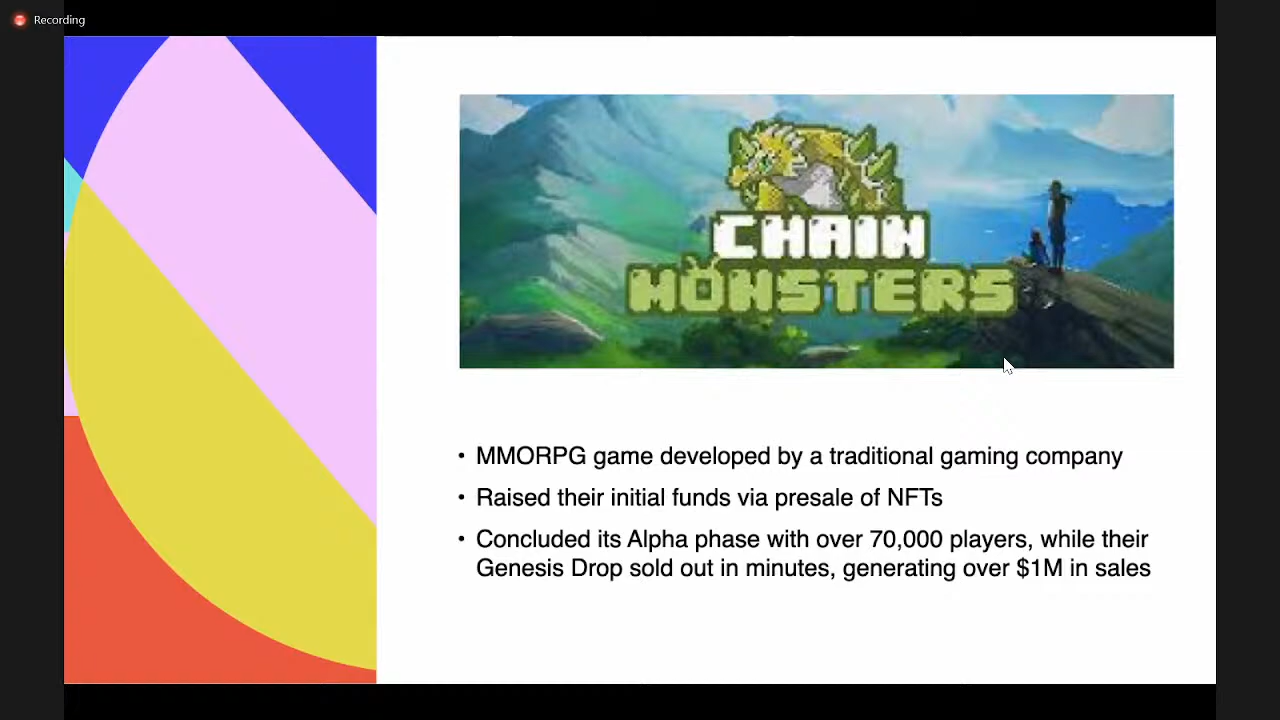 Recording
CHAIN
MONSTERS
• MMORPG game developed by a traditional gaming company
• Raised their initial funds via presale of NFTs
• Concluded its Alpha phase with over 70,000 players, while their
Genesis Drop sold out in minutes, generating over $1M in sales